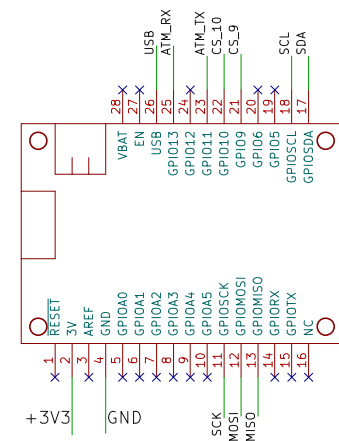 USB
ATM_RX
ATM_TX
CS_10
CS_9
SCL
SDA
28
27
26
25
24
23
22
21
20
19
18
17
VBAT
EN
USB
GPIO13
GPIO12
GPIO11
GPIO10
GPIO9
GPIO6
GPIO5
GPIOSCL
GPIOSDA
RESET
3V
AREF
GND
GPIOA0
GPIOA1
GPIOA2
GPIOA3
GPIOA4
GPIOA5
GPIOSCK
GPIOMOSI
GPIOMISO
GPIORX
GPIOTX
NC
1
2
3
4
5
6
7
8
9
10
11
12
13
14
15
16
+3V3
GND
SCK
MOSI
MISO